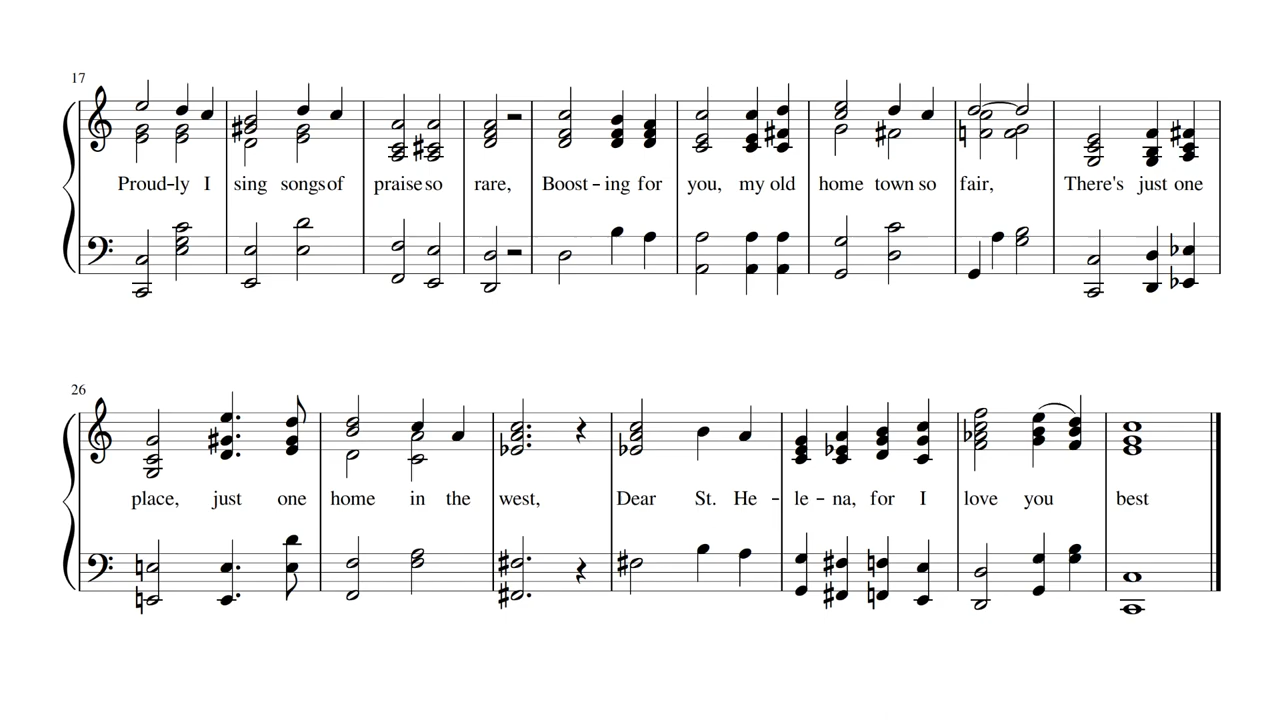 17
Proud-ly I sing songs of praise so rare, Boost-ing for you, my old home town so fair, There's just one
26
place, just one home in the west, Dear St. He-le-na, for I love you best